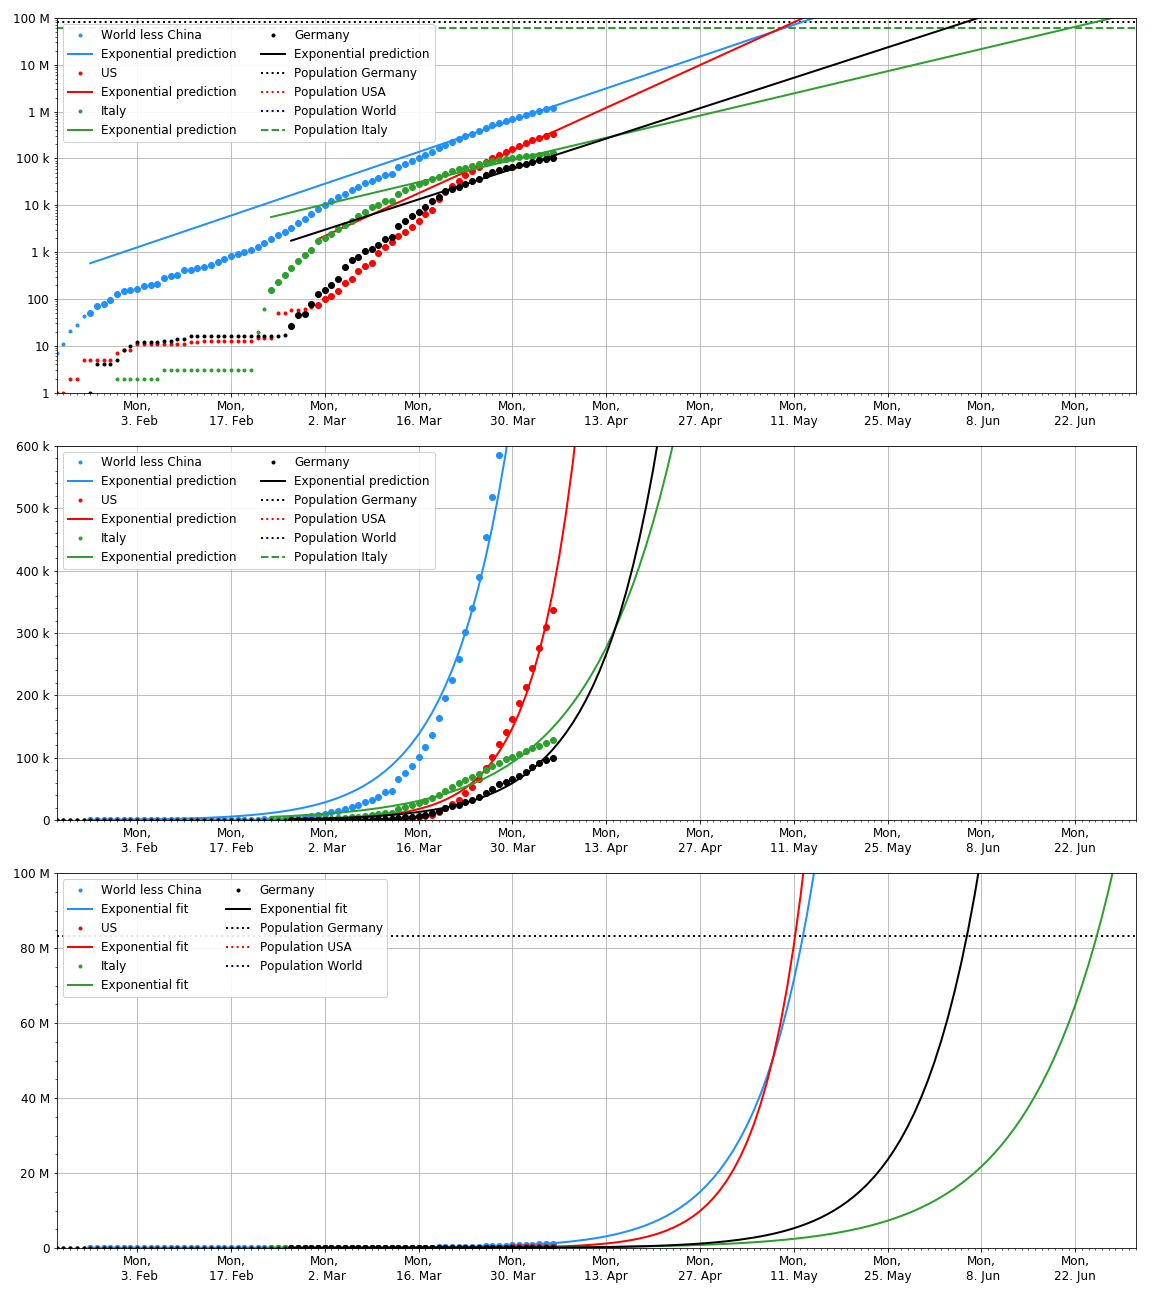 100 M
10 M
1 M
100 k
10 k
1 k
100
10
1
World less China
Exponential prediction
US
Exponential prediction
Italy
Exponential prediction
Germany
Exponential prediction
Population Germany
Population USA
Population World
Population Italy
Mon, 
3. Feb
Mon,
17. Feb
Mon,
2. Mar
Mon,
16. Mar
Mon,
30. Mar
Mon,
13. Apr
Mon,
27. Apr
Mon,
11. May
Mon,
25. May
Mon,
8. Jun
Mon,
22. Jun
600 k
500 k
400 k
300 k
200 k
100 k
0
World less China
Exponential prediction
US
Exponential prediction
Italy
Exponential prediction
Germany
Exponential prediction
Population Germany
Population USA
Population World
Population Italy
Mon,
3. Feb
Mon,
17. Feb
Mon,
2. Mar
Mon,
16. Mar
Mon,
30. Mar
Mon,
13. Apr
Mon,
27. Apr
Mon,
11. May
Mon,
25. May
Mon,
8. Jun
Mon,
22. Jun
100 M
80 M
60 M
40 M
20 M
0
World less China
Exponential fit
US
Exponential fit
Italy
Exponential fit
Germany
Exponential fit
Population Germany
Population USA
Population World
Mon,
3. Feb
Mon,
17. Feb
Mon,
2. Mar
Mon,
16. Mar
Mon,
30. Mar
Mon,
13. Apr
Mon,
27. Apr
Mon,
11. May
Mon,
25. May
Mon,
8. Jun
Mon,
22. Jun